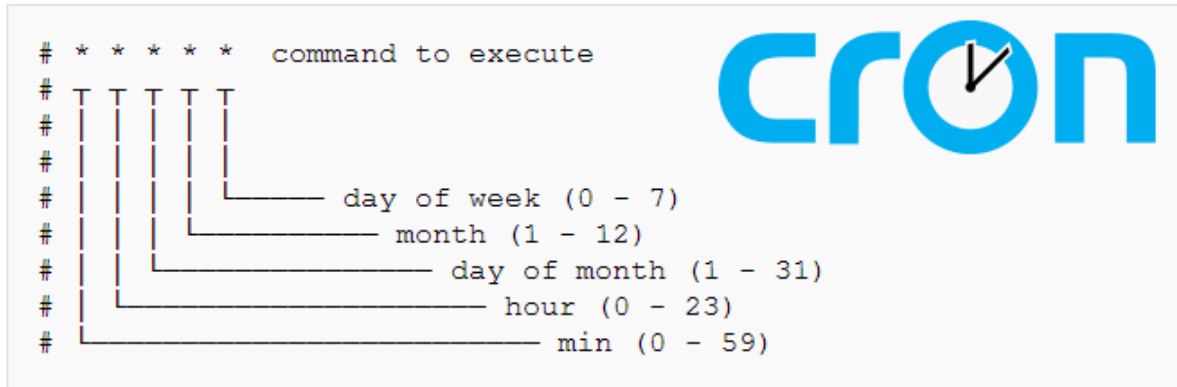 # * * * * * command to execute
cron
# ┬ ┬ ┬ ┬ ┬
# │ │ │ │ │
# │ │ │ │ │
# │ │ │ │ └───── day of week (0 - 7)
# │ │ │ └────────── month (1 - 12)
# │ │ └─────────────── day of month (1 - 31)
# │ └──────────────────── hour (0 - 23)
# └───────────────────────── min (0 - 59)